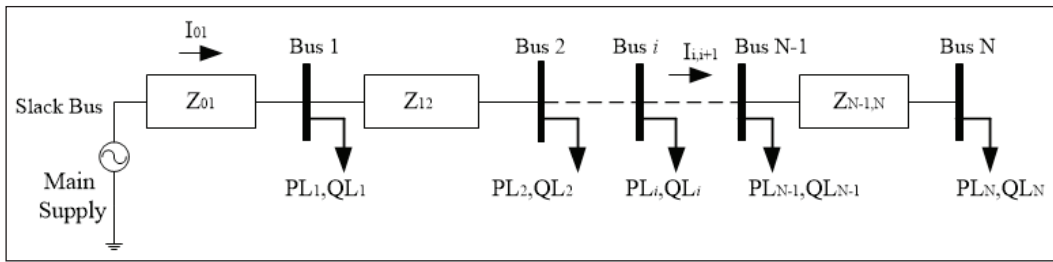 I01
Bus 1
Bus 2
Bus i
Ii,i+1
Bus N-1
Bus N
Slack Bus
Z01
Z12
ZN-1,N
Main
Supply
PL1,QL1
PL2,QL2
PLi,QLi
PLN-1,QLN-1
PLN,QLN